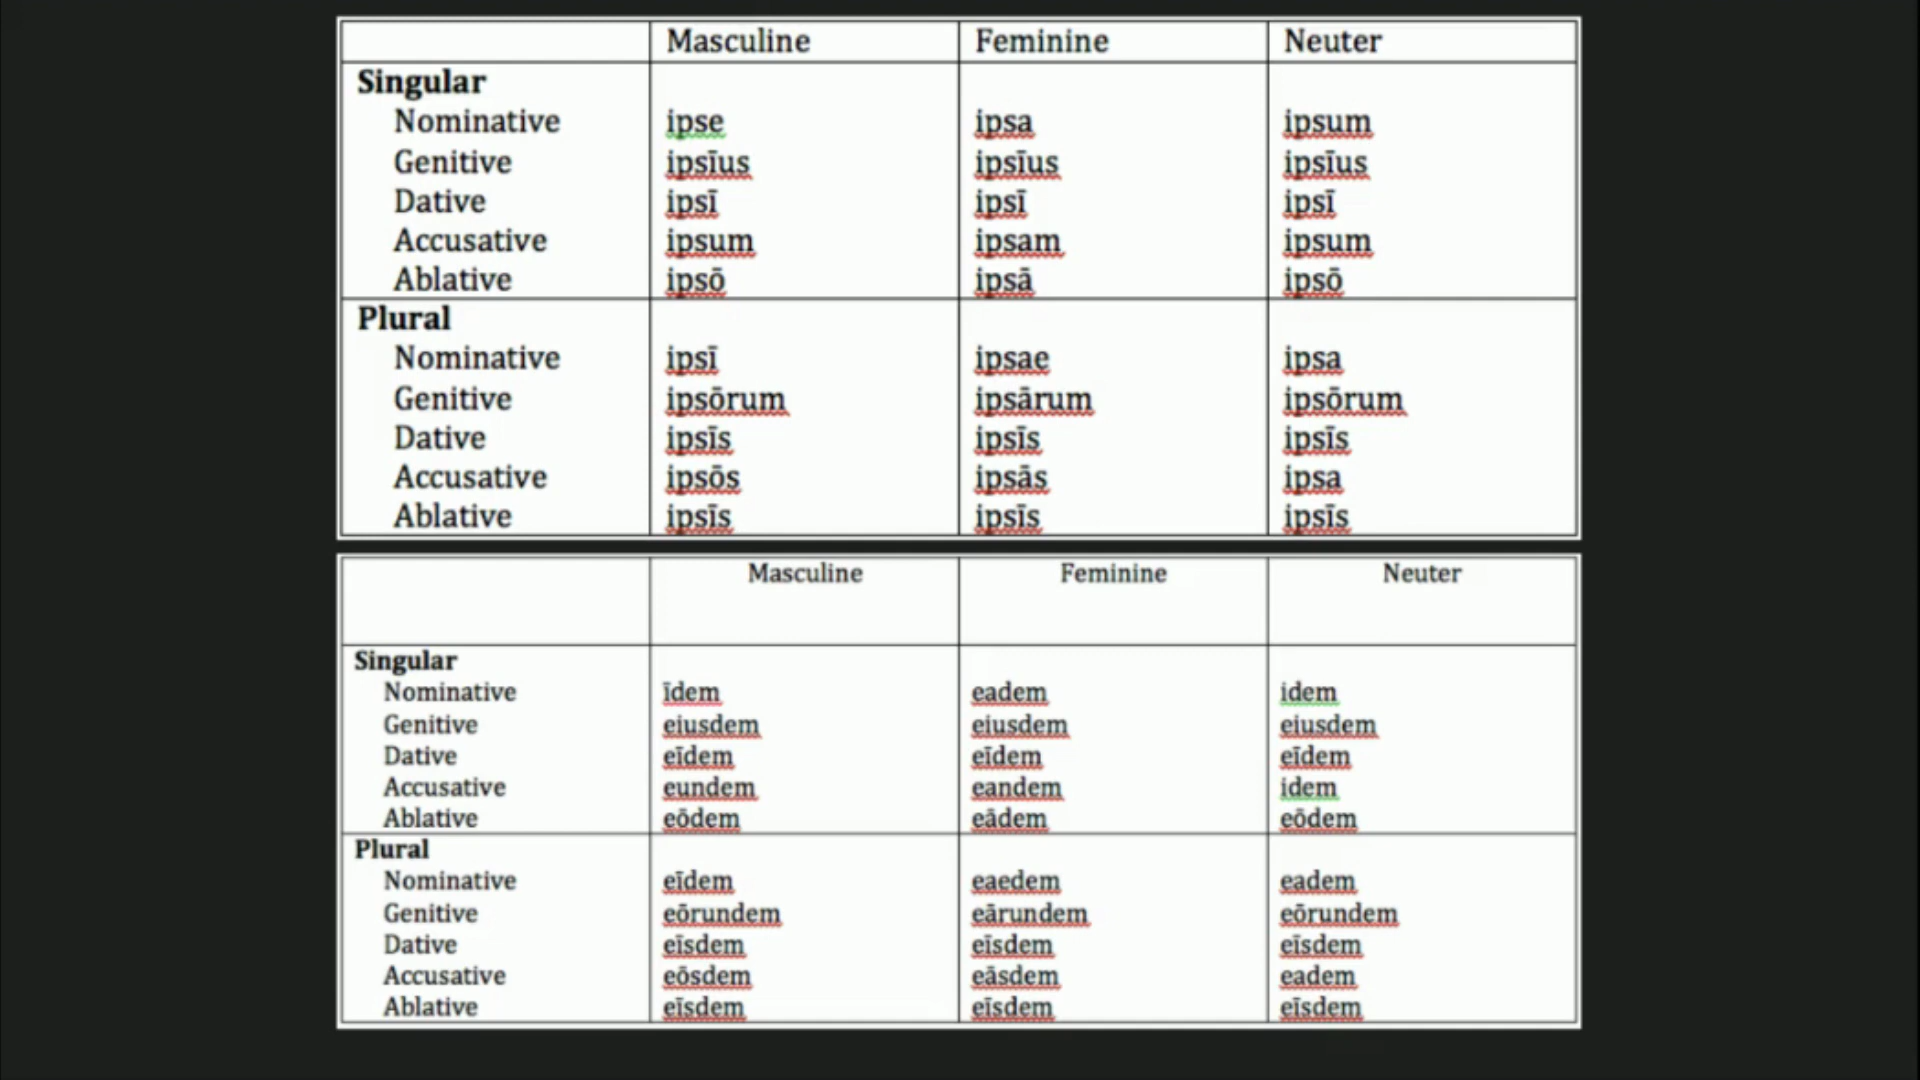 Masculine Feminine Neuter
Singular
Nominative ipse ipsa ipsum
Genitive ipsīus ipsīus ipsīus
Dative ipsī ipsī ipsī
Accusative ipsum ipsam ipsum
Ablative ipsō ipsā ipsō
Plural
Nominative ipsī ipsae ipsa
Genitive ipsōrum ipsārum ipsōrum
Dative ipsīs ipsīs ipsīs
Accusative ipsōs ipsās ipsa
Ablative ipsīs ipsīs ipsīs
Masculine Feminine Neuter
Singular
Nominative īdem eadem idem
Genitive eiusdem eiusdem eiusdem
Dative eīdem eīdem eīdem
Accusative eundem eandem idem
Ablative eōdem eādem eōdem
Plural
Nominative eīdem eaedem eadem
Genitive eōrundem eārundem eōrundem
Dative eīsdem eīsdem eīsdem
Accusative eōsdem eāsdem eadem
Ablative eīsdem eīsdem eīsdem